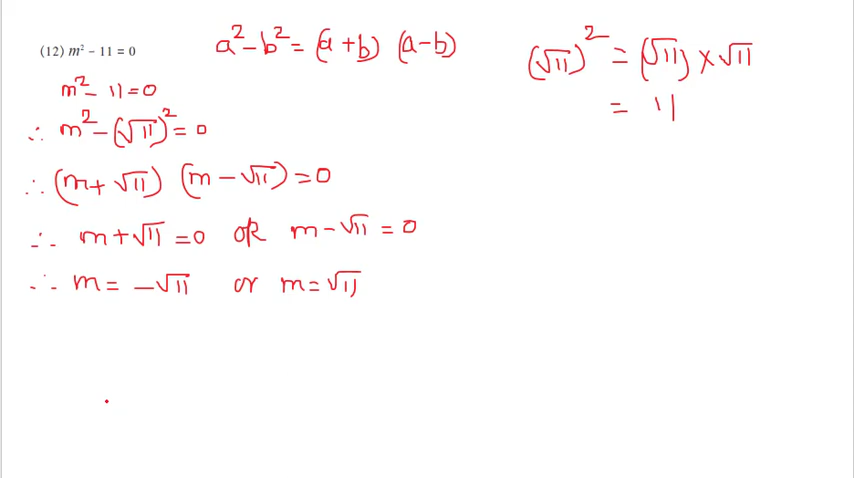 (12) m² − 11 = 0
a² − b² = (a + b) (a − b)
(√11)² = (√11) × √11
= 11
m² − 11 = 0
∴ m² − (√11)² = 0
∴ (m + √11) (m − √11) = 0
∴ m + √11 = 0 or m − √11 = 0
∴ m = −√11 or m = √11